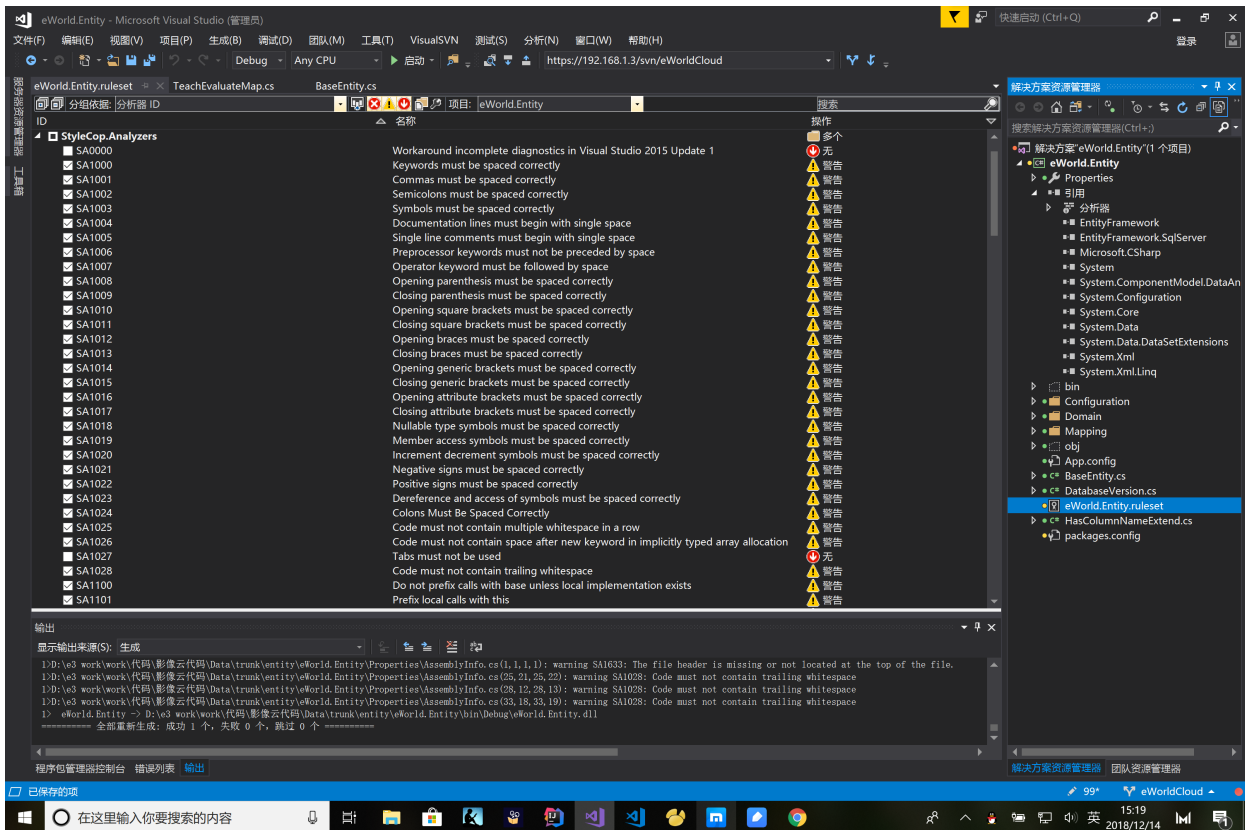 eWorld.Entity - Microsoft Visual Studio (管理员)
快速启动 (Ctrl+Q)
文件(F) 编辑(E) 视图(V) 项目(P) 生成(B) 调试(D) 团队(M) 工具(T) VisualSVN 测试(S) 分析(N) 窗口(W) 帮助(H)
登录
Debug Any CPU 启动 https://192.168.1.3/svn/eWorldCloud
服务器资源管理器
工具箱
eWorld.Entity.ruleset TeachEvaluateMap.cs BaseEntity.cs
分组依据: 分析器 ID 项目: eWorld.Entity 搜索
ID 名称 操作
StyleCop.Analyzers 多个
SA0000 Workaround incomplete diagnostics in Visual Studio 2015 Update 1 无
SA1000 Keywords must be spaced correctly 警告
SA1001 Commas must be spaced correctly 警告
SA1002 Semicolons must be spaced correctly 警告
SA1003 Symbols must be spaced correctly 警告
SA1004 Documentation lines must begin with single space 警告
SA1005 Single line comments must begin with single space 警告
SA1006 Preprocessor keywords must not be preceded by space 警告
SA1007 Operator keyword must be followed by space 警告
SA1008 Opening parenthesis must be spaced correctly 警告
SA1009 Closing parenthesis must be spaced correctly 警告
SA1010 Opening square brackets must be spaced correctly 警告
SA1011 Closing square brackets must be spaced correctly 警告
SA1012 Opening braces must be spaced correctly 警告
SA1013 Closing braces must be spaced correctly 警告
SA1014 Opening generic brackets must be spaced correctly 警告
SA1015 Closing generic brackets must be spaced correctly 警告
SA1016 Opening attribute brackets must be spaced correctly 警告
SA1017 Closing attribute brackets must be spaced correctly 警告
SA1018 Nullable type symbols must be spaced correctly 警告
SA1019 Member access symbols must be spaced correctly 警告
SA1020 Increment decrement symbols must be spaced correctly 警告
SA1021 Negative signs must be spaced correctly 警告
SA1022 Positive signs must be spaced correctly 警告
SA1023 Dereference and access of symbols must be spaced correctly 警告
SA1024 Colons Must Be Spaced Correctly 警告
SA1025 Code must not contain multiple whitespace in a row 警告
SA1026 Code must not contain space after new keyword in implicitly typed array allocation 警告
SA1027 Tabs must not be used 无
SA1028 Code must not contain trailing whitespace 警告
SA1100 Do not prefix calls with base unless local implementation exists 警告
SA1101 Prefix local calls with this 警告
输出
显示输出来源(S): 生成
1>D:\e3 work\work\代码\影像云代码\Data\trunk\entity\eWorld.Entity\Properties\AssemblyInfo.cs(1,1,1,1): warning SA1633: The file header is missing or not located at the top of the file.
1>D:\e3 work\work\代码\影像云代码\Data\trunk\entity\eWorld.Entity\Properties\AssemblyInfo.cs(25,21,25,22): warning SA1028: Code must not contain trailing whitespace
1>D:\e3 work\work\代码\影像云代码\Data\trunk\entity\eWorld.Entity\Properties\AssemblyInfo.cs(28,12,28,13): warning SA1028: Code must not contain trailing whitespace
1>D:\e3 work\work\代码\影像云代码\Data\trunk\entity\eWorld.Entity\Properties\AssemblyInfo.cs(33,18,33,19): warning SA1028: Code must not contain trailing whitespace
1> eWorld.Entity -> D:\e3 work\work\代码\影像云代码\Data\trunk\entity\eWorld.Entity\bin\Debug\eWorld.Entity.dll
========== 全部重新生成: 成功 1 个，失败 0 个，跳过 0 个 ==========
程序包管理器控制台 错误列表 输出
解决方案资源管理器
搜索解决方案资源管理器(Ctrl+;)
解决方案"eWorld.Entity"(1 个项目)
eWorld.Entity
Properties
引用
分析器
EntityFramework
EntityFramework.SqlServer
Microsoft.CSharp
System
System.ComponentModel.DataAn
System.Configuration
System.Core
System.Data
System.Data.DataSetExtensions
System.Xml
System.Xml.Linq
bin
Configuration
Domain
Mapping
obj
App.config
BaseEntity.cs
DatabaseVersion.cs
eWorld.Entity.ruleset
HasColumnNameExtend.cs
packages.config
解决方案资源管理器 团队资源管理器
已保存的项 99* eWorldCloud
在这里输入你要搜索的内容
英
15:19
2018/12/14